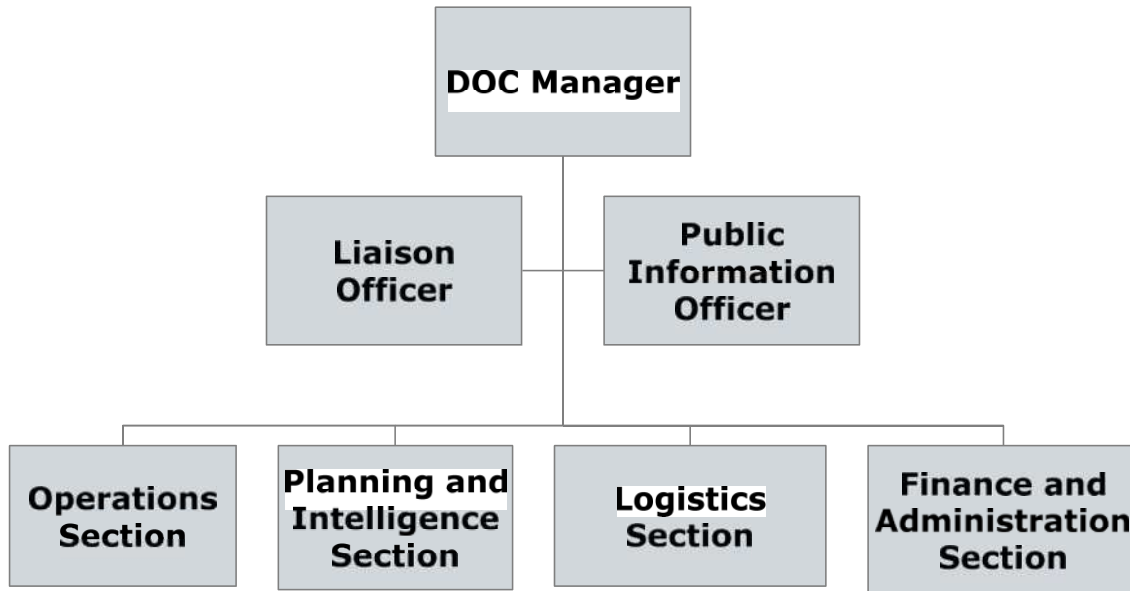 DOC Manager
Liaison
Officer
Public
Information
Officer
Operations
Section
Planning and
Intelligence
Section
Logistics
Section
Finance and
Administration
Section